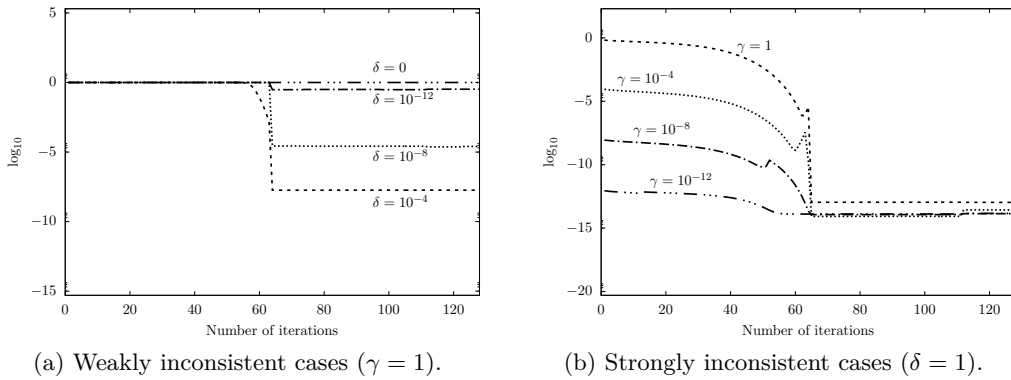 5
0
−5
−10
−15
log₁₀
0 20 40 60 80 100 120
Number of iterations
δ = 0
δ = 10⁻¹²
δ = 10⁻⁸
δ = 10⁻⁴
(a) Weakly inconsistent cases (γ = 1).
0
−5
−10
−15
−20
log₁₀
0 20 40 60 80 100 120
Number of iterations
γ = 1
γ = 10⁻⁴
γ = 10⁻⁸
γ = 10⁻¹²
(b) Strongly inconsistent cases (δ = 1).